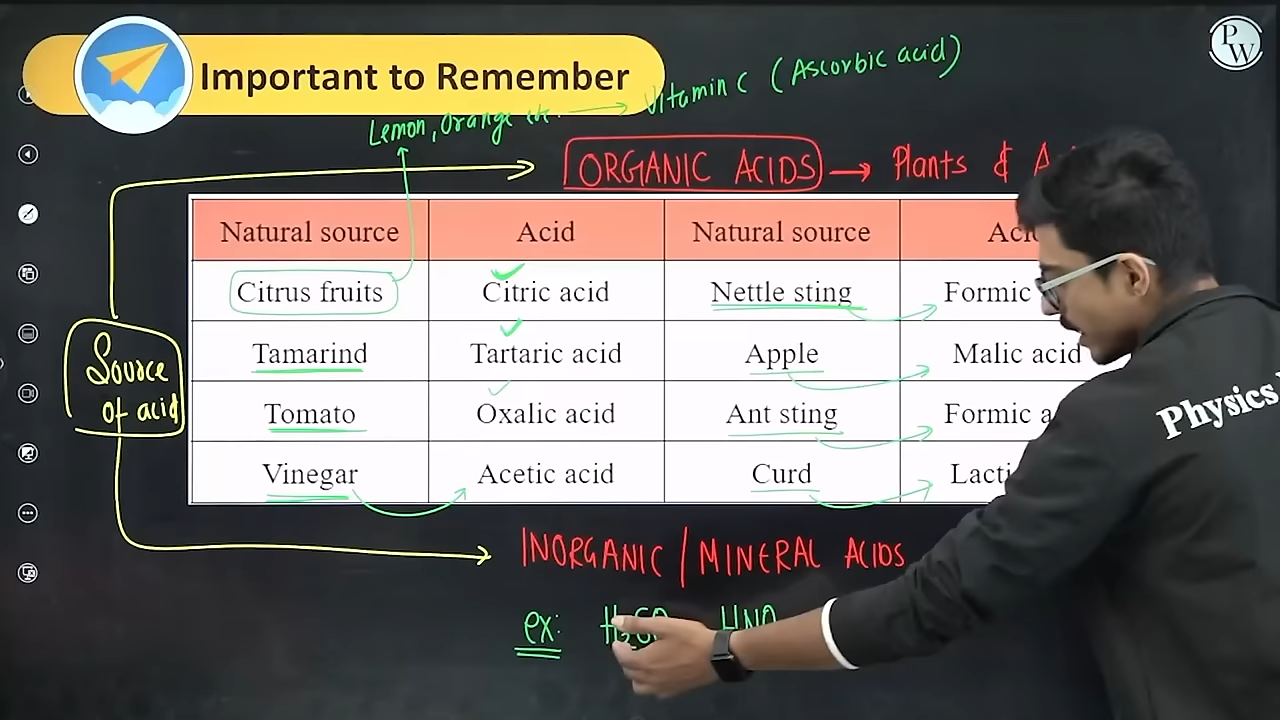 Important to Remember
P
W
Lemon, Orange etc. → Vitamin C (Ascorbic acid)
ORGANIC ACIDS → Plants &
Natural source Acid Natural source
Citrus fruits Citric acid Nettle sting Formic
Tamarind Tartaric acid Apple Malic acid
Tomato Oxalic acid Ant sting Formic
Vinegar Acetic acid Curd
Source
of acid
INORGANIC / MINERAL ACIDS
ex:
Physics